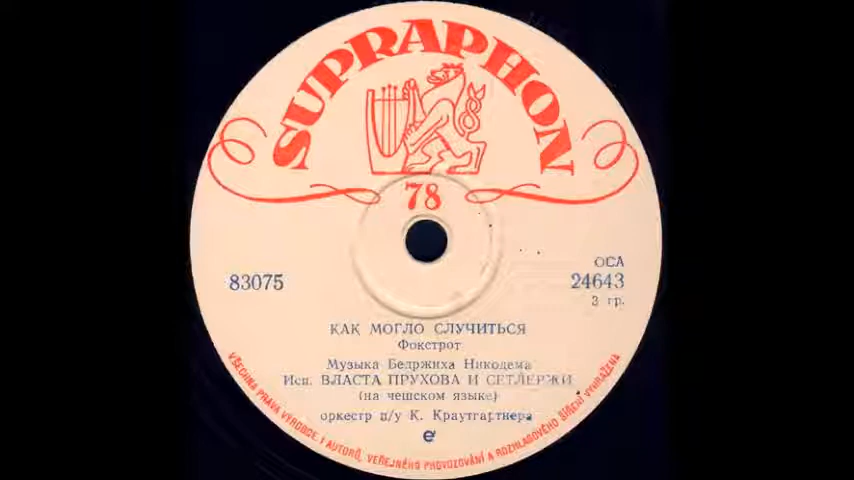 SUPRAPHON
78
83075
OCA
24643
3 гр.
КАК МОГЛО СЛУЧИТЬСЯ
Фокстрот
Музыка Бедржиха Никодема
Исп. ВЛАСТА ПРУХОВА И СЕТЛЕРЖИ
(на чешском языке)
оркестр п/у К. Краутгартнера
VŠECHNA PRÁVA VÝROBCE I AUTORŮ, VEŘEJNÉHO PROVOZOVÁNÍ A ROZHLASOVÉHO ŠÍŘENÍ VYHRAŽENA